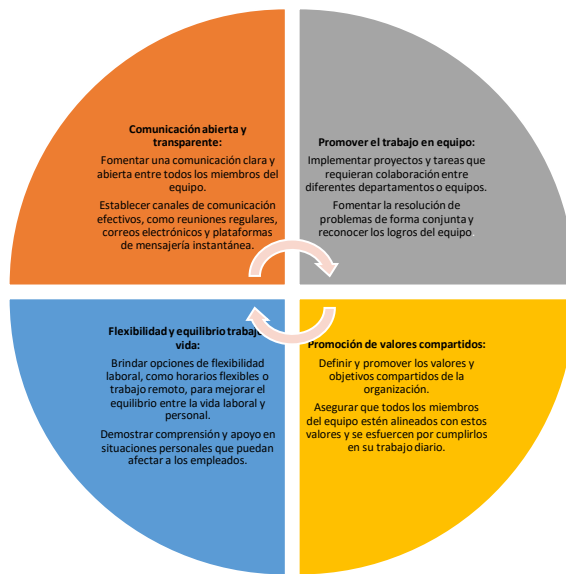 Comunicación abierta y
transparente:
Fomentar una comunicación clara y
abierta entre todos los miembros del
equipo.
Establecer canales de comunicación
efectivos, como reuniones regulares,
correos electrónicos y plataformas
de mensajería instantánea.
Promover el trabajo en equipo:
Implementar proyectos y tareas que
requieran colaboración entre
diferentes departamentos o equipos.
Fomentar la resolución de
problemas de forma conjunta y
reconocer los logros del equipo.
Flexibilidad y equilibrio trabajo
vida:
Brindar opciones de flexibilidad
laboral, como horarios flexibles o
trabajo remoto, para mejorar el
equilibrio entre la vida laboral y
personal.
Demostrar comprensión y apoyo en
situaciones personales que puedan
afectar a los empleados.
Promoción de valores compartidos:
Definir y promover los valores y
objetivos compartidos de la
organización.
Asegurar que todos los miembros
del equipo estén alineados con estos
valores y se esfuercen por cumplirlos
en su trabajo diario.